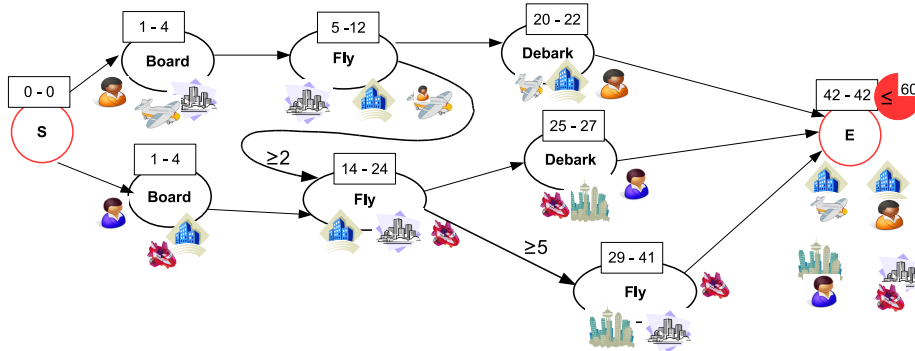 1 - 4
5 -12
20 - 22
Board
Fly
Debark
0 - 0
42 - 42
≤
60
S
E
25 - 27
≥2
14 - 24
Debark
1 - 4
Board
Fly
≥5
29 - 41
Fly